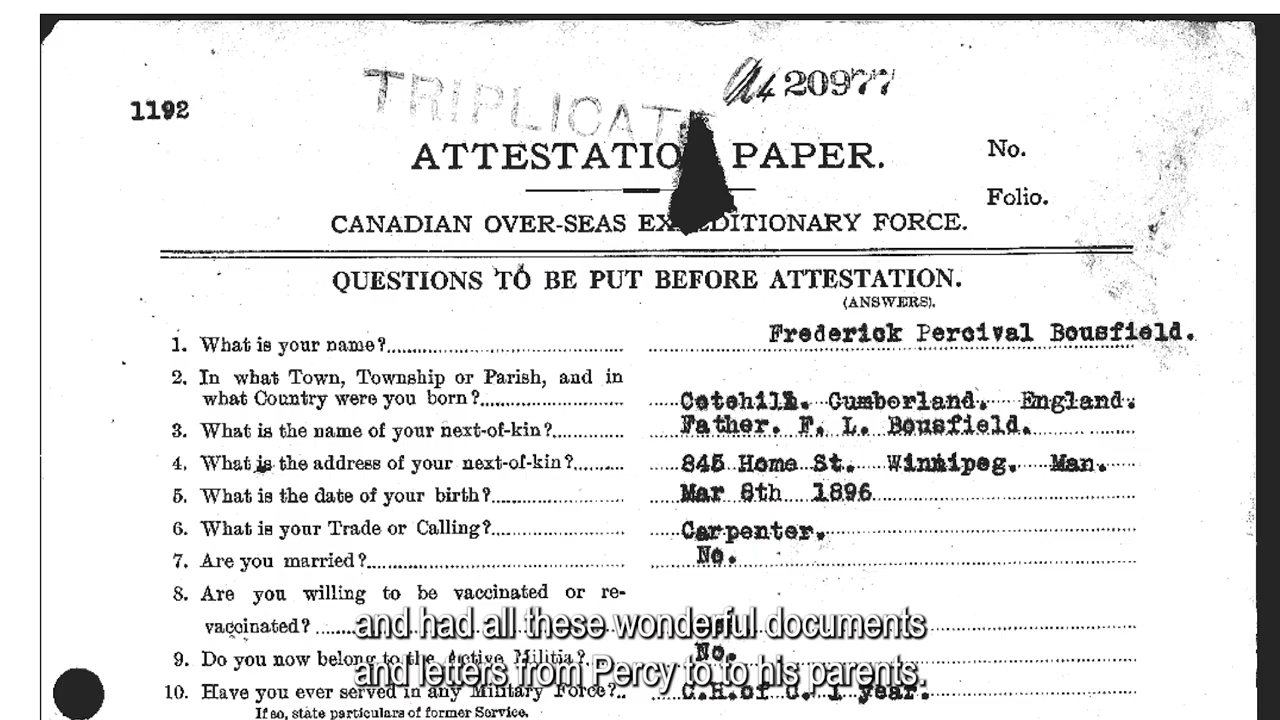 1192
TRIPLICATE
A4 20977
ATTESTATION PAPER.
No.
Folio.
CANADIAN OVER-SEAS EXPEDITIONARY FORCE.
QUESTIONS TO BE PUT BEFORE ATTESTATION.
(ANSWERS).
1. What is your name? Frederick Percival Bousfield.
2. In what Town, Township or Parish, and in
what Country were you born? Cotehill. Cumberland. England.
3. What is the name of your next-of-kin? Father. F. L. Bousfield.
4. What is the address of your next-of-kin? 845 Home St. Winnipeg. Man.
5. What is the date of your birth? Mar 8th 1896
6. What is your Trade or Calling? Carpenter.
7. Are you married? No.
8. Are you willing to be vaccinated or re-
vaccinated?
and had all these wonderful documents
9. Do you now belong to the Active Militia? No.
and letters from Percy to to his parents.
10. Have you ever served in any Military Force? C.H.of C. 1 year.
If so, state particulars of former Service.